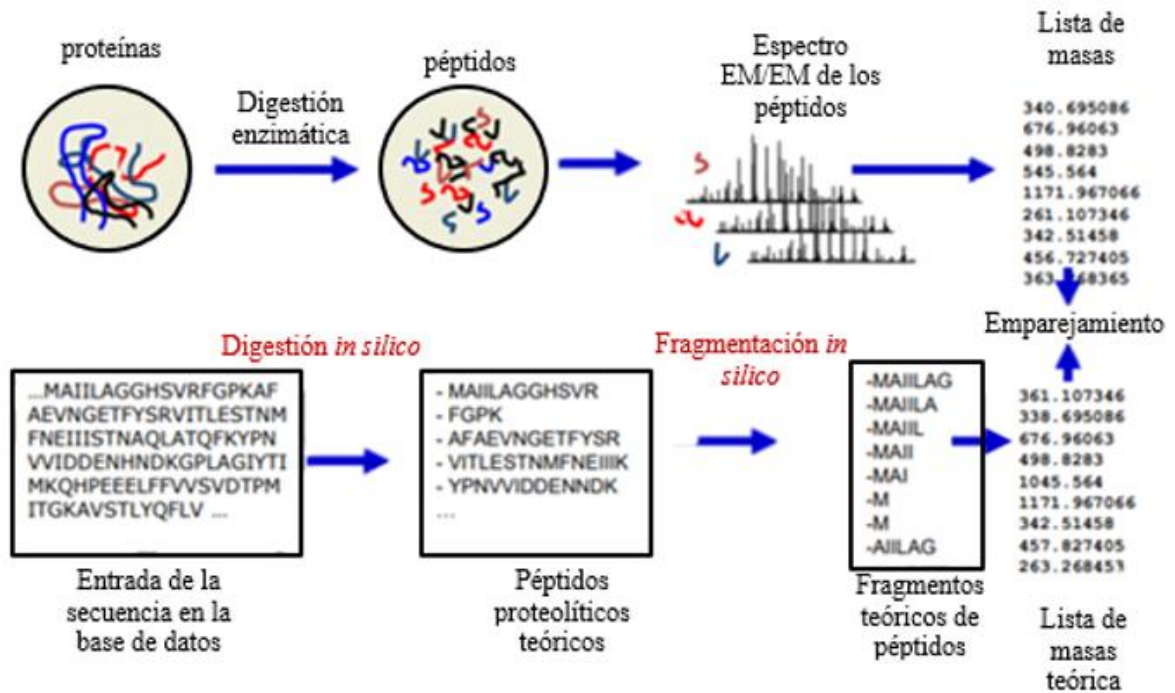 proteínas
Digestión
enzimática
péptidos
Espectro
EM/EM de los
péptidos
Lista de
masas
340.695086
676.96063
498.8283
545.564
1171.967066
261.107346
342.51458
456.727405
363.268365
Emparejamiento
Digestión in silico
Fragmentación in
silico
...MAIILAGGHSVRFGPKAF
AEVNGETFYSRVITLESTNM
FNEIIISTNAQLATQFKYPN
VVIDDENHNDKGPLAGIYTI
MKQHPEEELFFVVSVDTPM
ITGKAVSTLYQFLV ...
Entrada de la
secuencia en la
base de datos
- MAIILAGGHSVR
- FGPK
- AFAEVNGETFYSR
- VITLESTNMFNEIIIK
- YPNVVIDDENNDK
...
Péptidos
proteolíticos
teóricos
-MAIILAG
-MAIILA
-MAIIL
-MAII
-MAI
-M
-M
-AIILAG
Fragmentos
teóricos de
péptidos
361.107346
338.695086
676.96063
498.8283
1045.564
1171.967066
342.51458
457.827405
263.268453
Lista de
masas
teórica